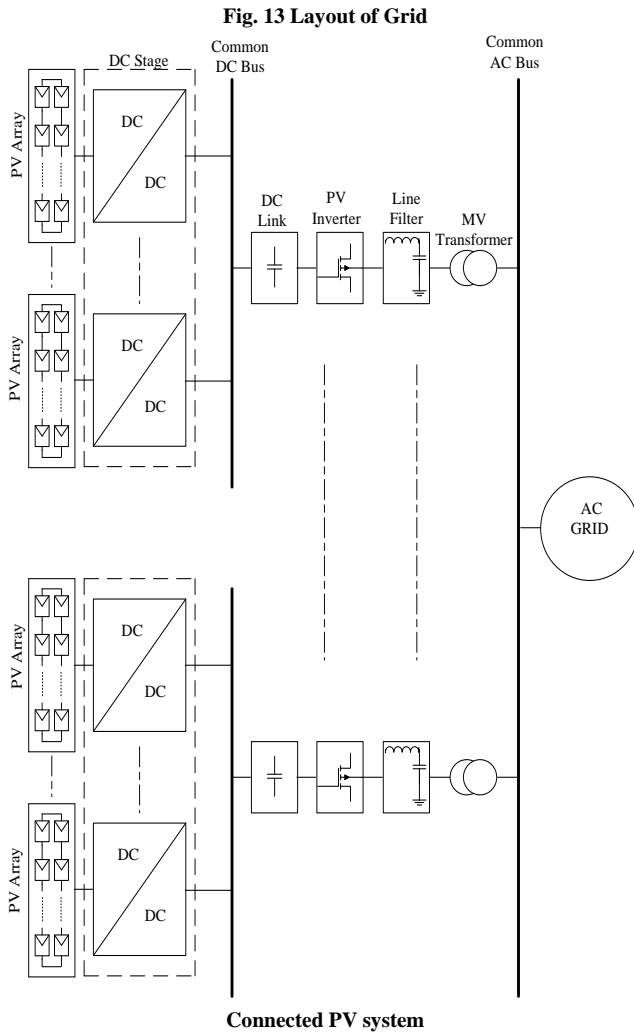 Fig. 13 Layout of Grid
Common
DC Bus
Common
AC Bus
DC Stage
PV Array
DC
DC
DC
Link
PV
Inverter
Line
Filter
MV
Transformer
PV Array
DC
DC
AC
GRID
PV Array
DC
DC
PV Array
DC
DC
Connected PV system